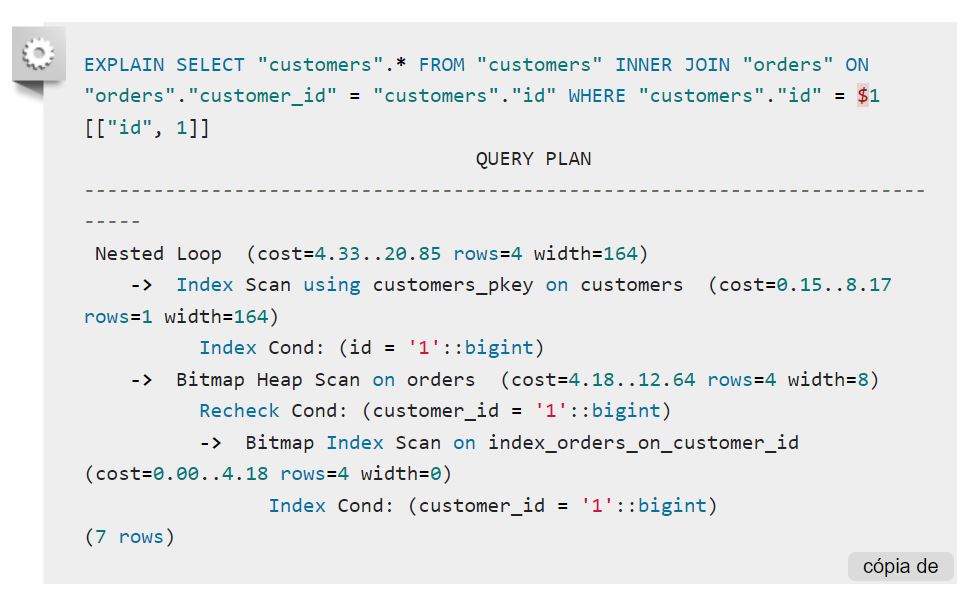 EXPLAIN SELECT "customers".* FROM "customers" INNER JOIN "orders" ON
"orders"."customer_id" = "customers"."id" WHERE "customers"."id" = $1
[["id", 1]]
QUERY PLAN
-------------------------------------------------------------------------
-----
Nested Loop  (cost=4.33..20.85 rows=4 width=164)
->  Index Scan using customers_pkey on customers  (cost=0.15..8.17
rows=1 width=164)
Index Cond: (id = '1'::bigint)
->  Bitmap Heap Scan on orders  (cost=4.18..12.64 rows=4 width=8)
Recheck Cond: (customer_id = '1'::bigint)
->  Bitmap Index Scan on index_orders_on_customer_id
(cost=0.00..4.18 rows=4 width=0)
Index Cond: (customer_id = '1'::bigint)
(7 rows)
cópia de